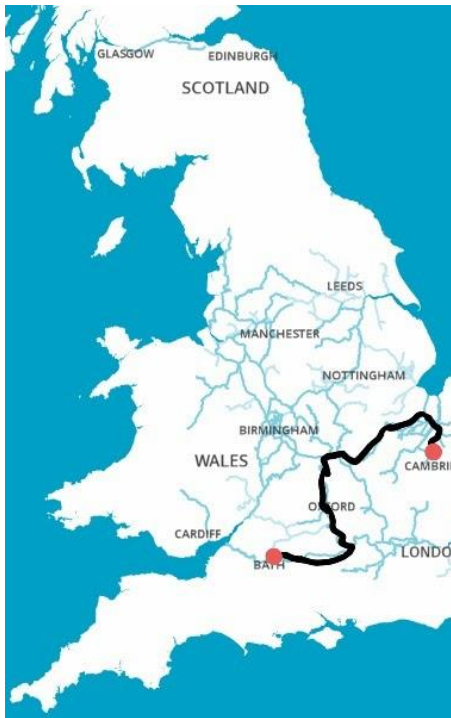 GLASGOW
EDINBURGH
SCOTLAND
LEEDS
MANCHESTER
NOTTINGHAM
BIRMINGHAM
WALES
CAMBRI
OXFORD
CARDIFF
LONDO
BATH